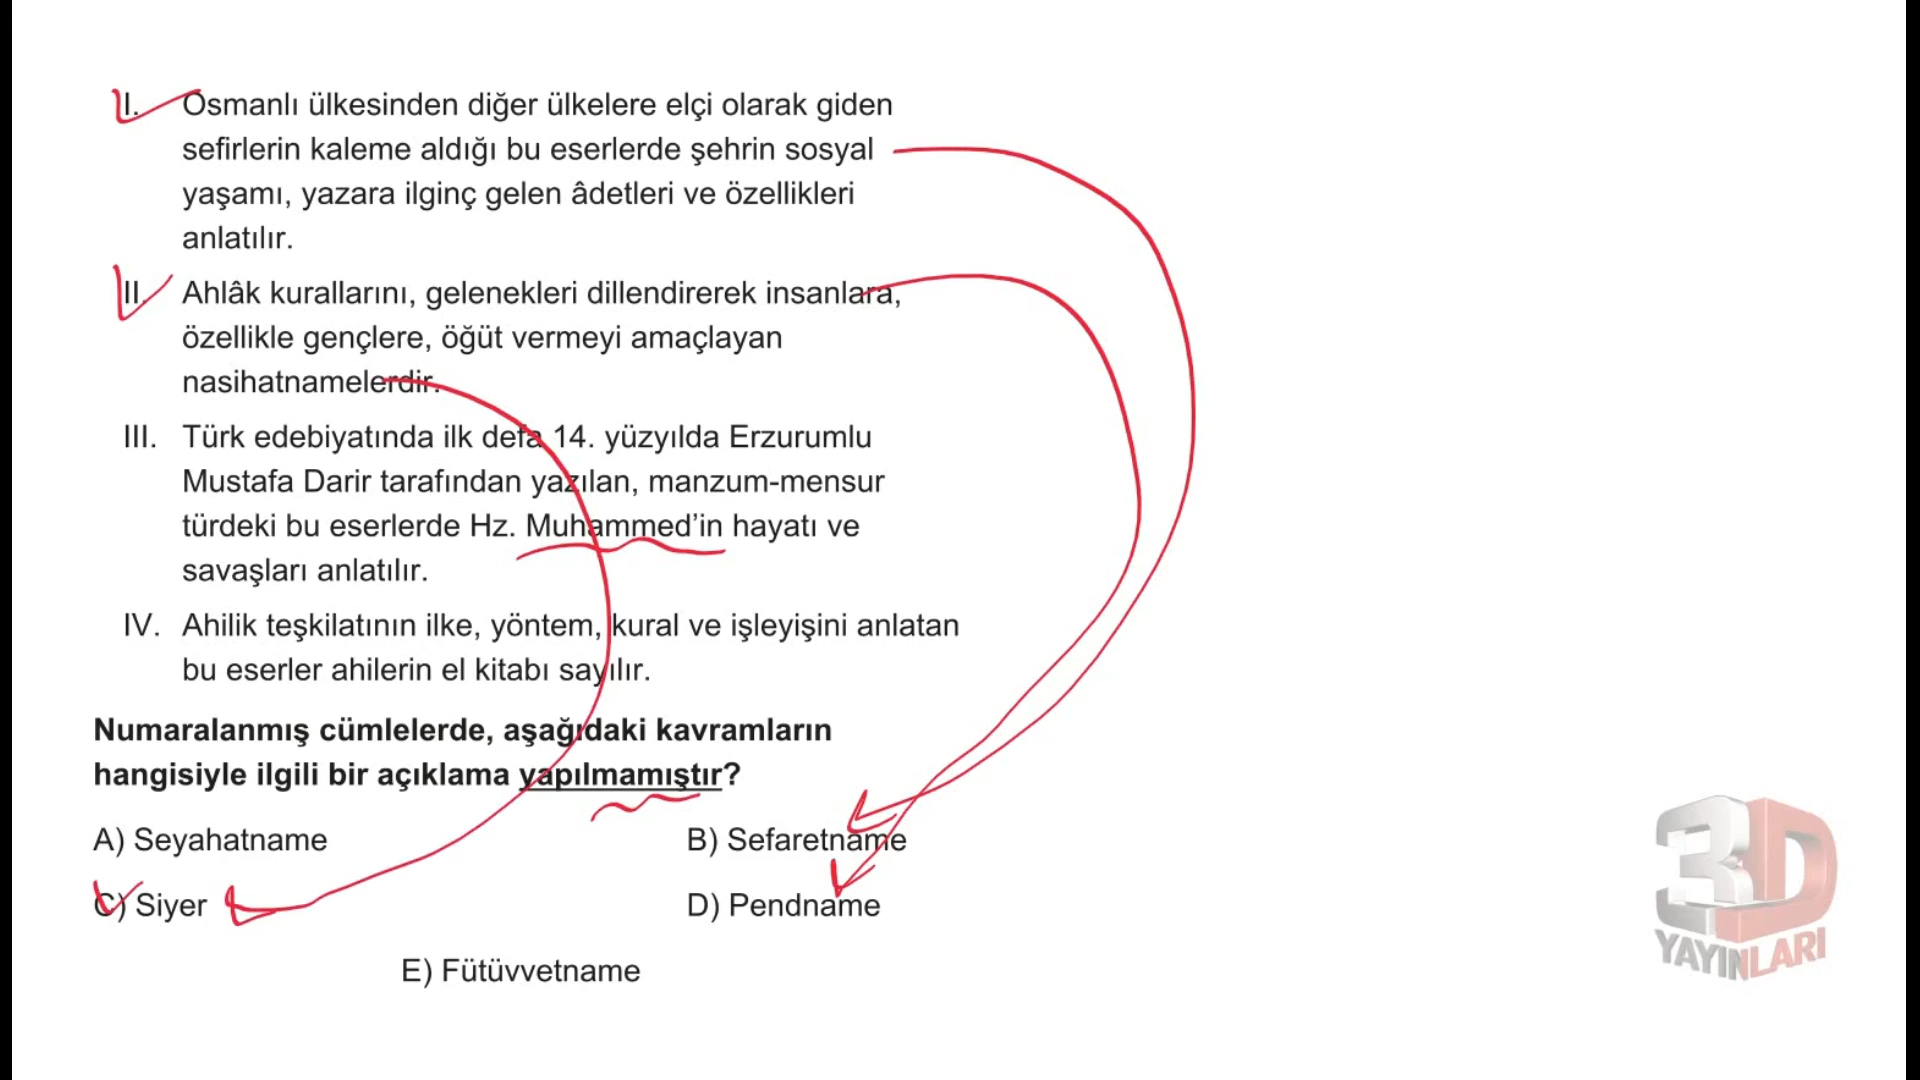 I. Osmanlı ülkesinden diğer ülkelere elçi olarak giden
sefirlerin kaleme aldığı bu eserlerde şehrin sosyal
yaşamı, yazara ilginç gelen âdetleri ve özellikleri
anlatılır.
II. Ahlâk kurallarını, gelenekleri dillendirerek insanlara,
özellikle gençlere, öğüt vermeyi amaçlayan
nasihatnamelerdir.
III. Türk edebiyatında ilk defa 14. yüzyılda Erzurumlu
Mustafa Darir tarafından yazılan, manzum-mensur
türdeki bu eserlerde Hz. Muhammed’in hayatı ve
savaşları anlatılır.
IV. Ahilik teşkilatının ilke, yöntem, kural ve işleyişini anlatan
bu eserler ahilerin el kitabı sayılır.
Numaralanmış cümlelerde, aşağıdaki kavramların
hangisiyle ilgili bir açıklama yapılmamıştır?
A) Seyahatname B) Sefaretname
C) Siyer D) Pendname
E) Fütüvvetname
3D
YAYINLARI